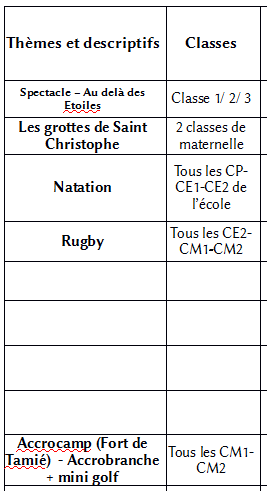 Thèmes et descriptifs Classes
Spectacle – Au delà des
Etoiles
Classe 1/ 2/ 3
Les grottes de Saint
Christophe
2 classes de
maternelle
Natation
Tous les CP-
CE1-CE2 de
l'école
Rugby
Tous les CE2-
CM1-CM2
Accrocamp (Fort de
Tamié) - Accrobranche
+ mini golf
Tous les CM1-
CM2